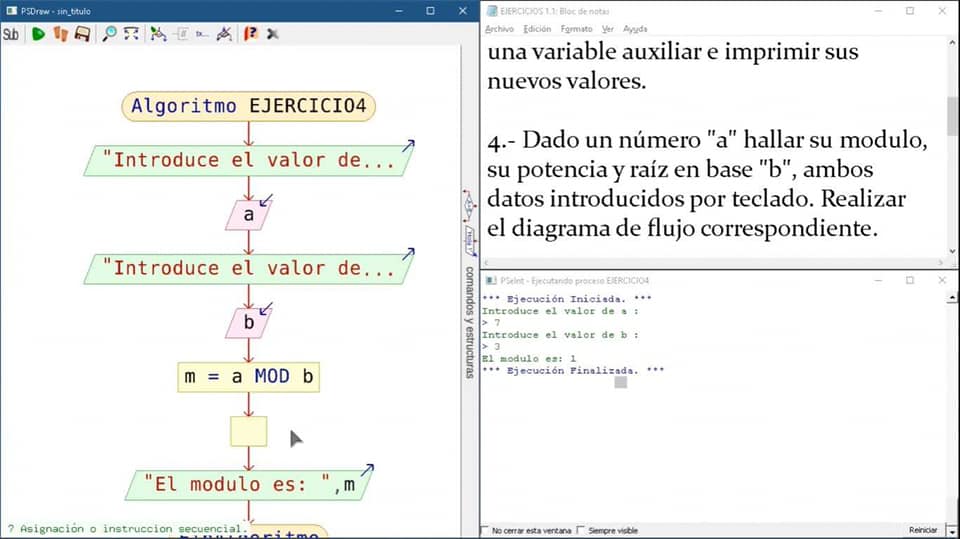 PSDraw - sin_titulo
Sub
Algoritmo EJERCICIO4
"Introduce el valor de...
a
"Introduce el valor de...
b
m = a MOD b
"El modulo es: ",m
? Asignación o instruccion secuencial.
comandos y estructuras
EJERCICIOS 1.1: Bloc de notas
Archivo Edición Formato Ver Ayuda
una variable auxiliar e imprimir sus
nuevos valores.
4.- Dado un número "a" hallar su modulo,
su potencia y raíz en base "b", ambos
datos introducidos por teclado. Realizar
el diagrama de flujo correspondiente.
PSeInt - Ejecutando proceso EJERCICIO4
*** Ejecución Iniciada. ***
Introduce el valor de a :
> 7
Introduce el valor de b :
> 3
El modulo es: 1
*** Ejecución Finalizada. ***
No cerrar esta ventana Siempre visible Reiniciar